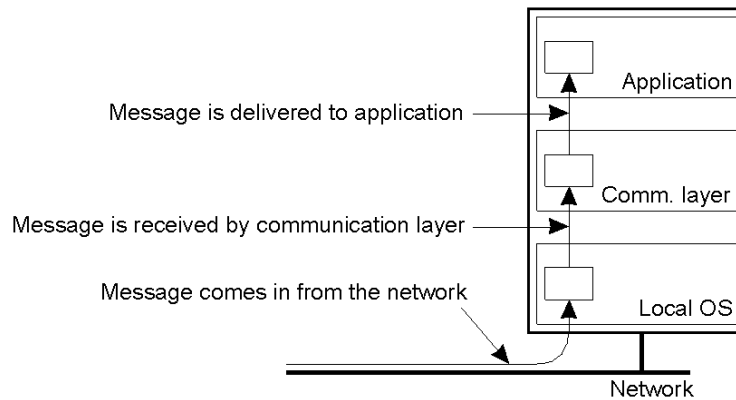 Application
Message is delivered to application
Comm. layer
Message is received by communication layer
Message comes in from the network
Local OS
Network